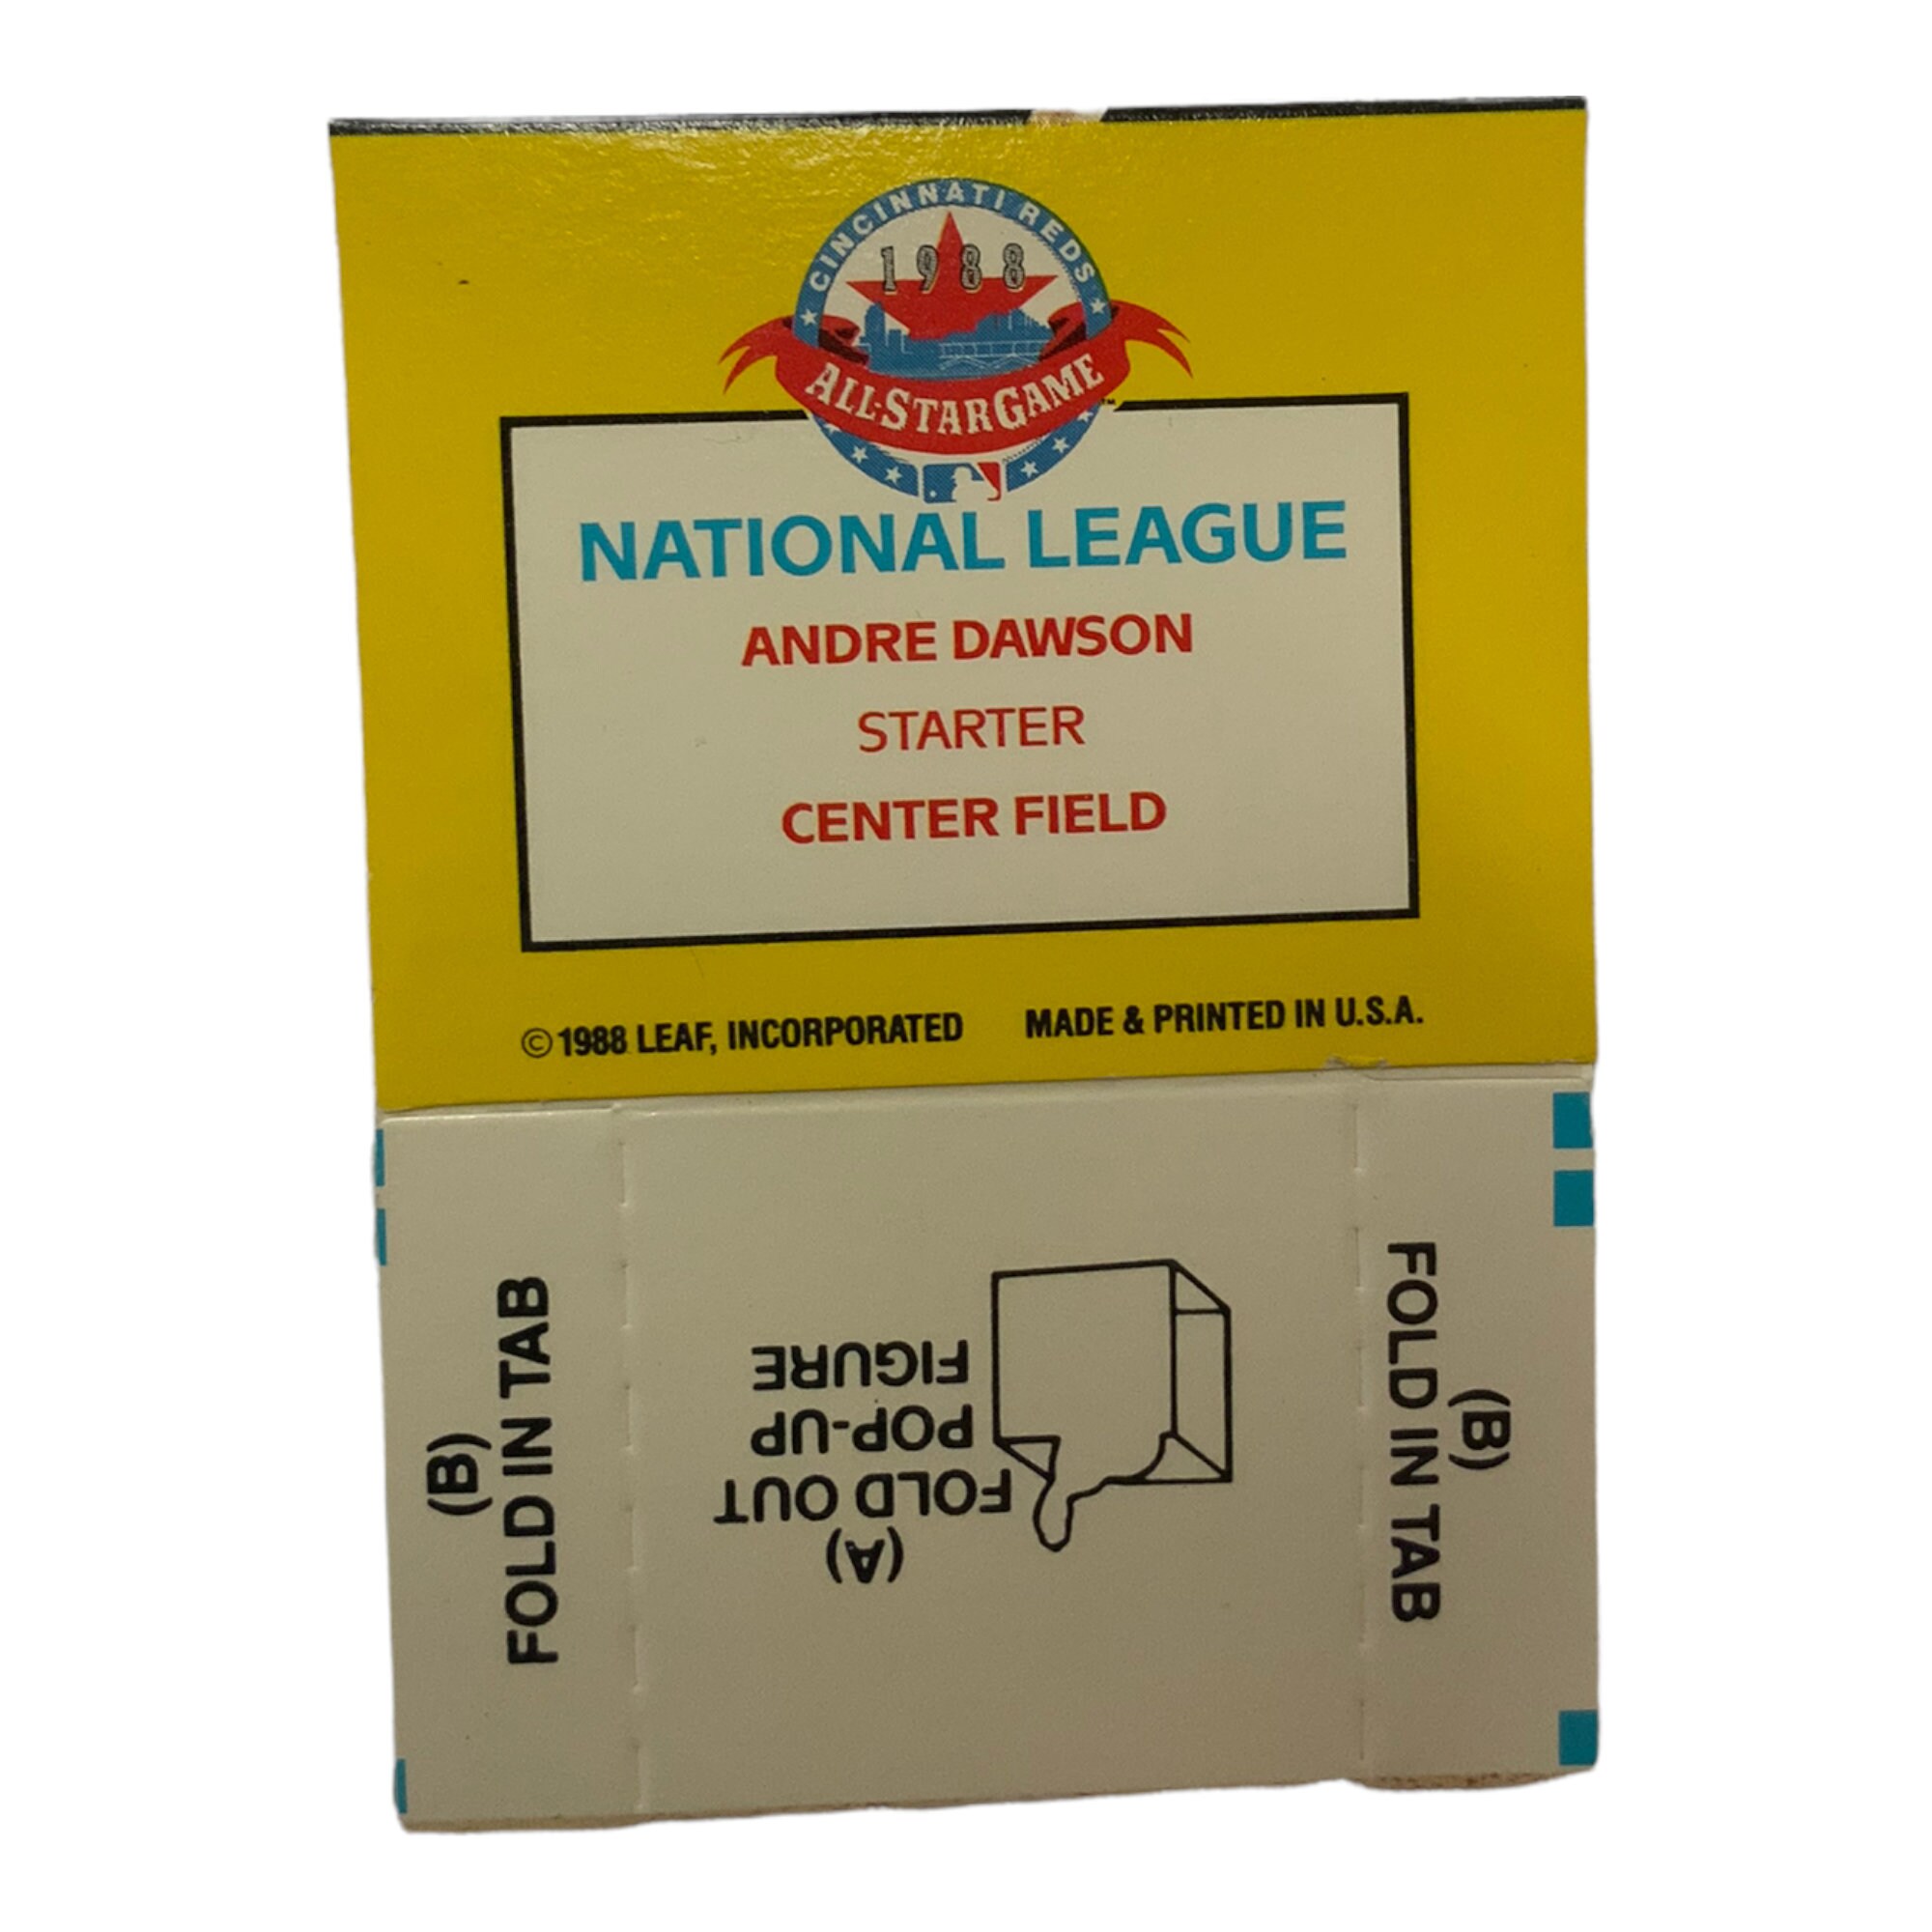 CINCINNATI REDS
1988
ALL-STAR GAME
TM
NATIONAL LEAGUE
ANDRE DAWSON
STARTER
CENTER FIELD
© 1988 LEAF, INCORPORATED MADE & PRINTED IN U.S.A.
(B)
FOLD IN TAB
(A)
FOLD OUT
POP-UP
FIGURE
(B)
FOLD IN TAB